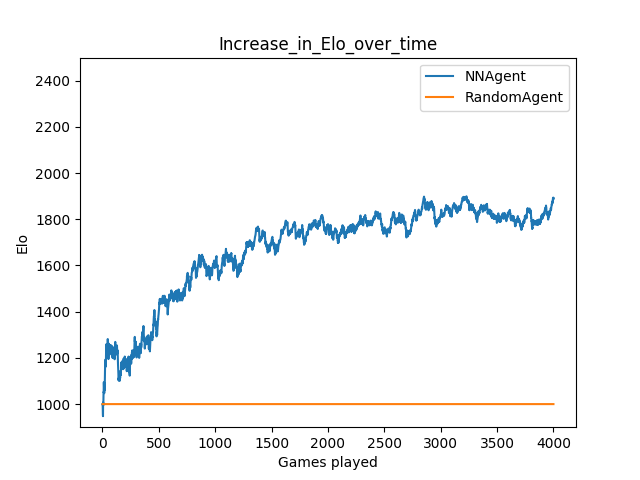 Increase_in_Elo_over_time
NNAgent
RandomAgent
2400
2200
2000
1800
1600
1400
1200
1000
Elo
0 500 1000 1500 2000 2500 3000 3500 4000
Games played